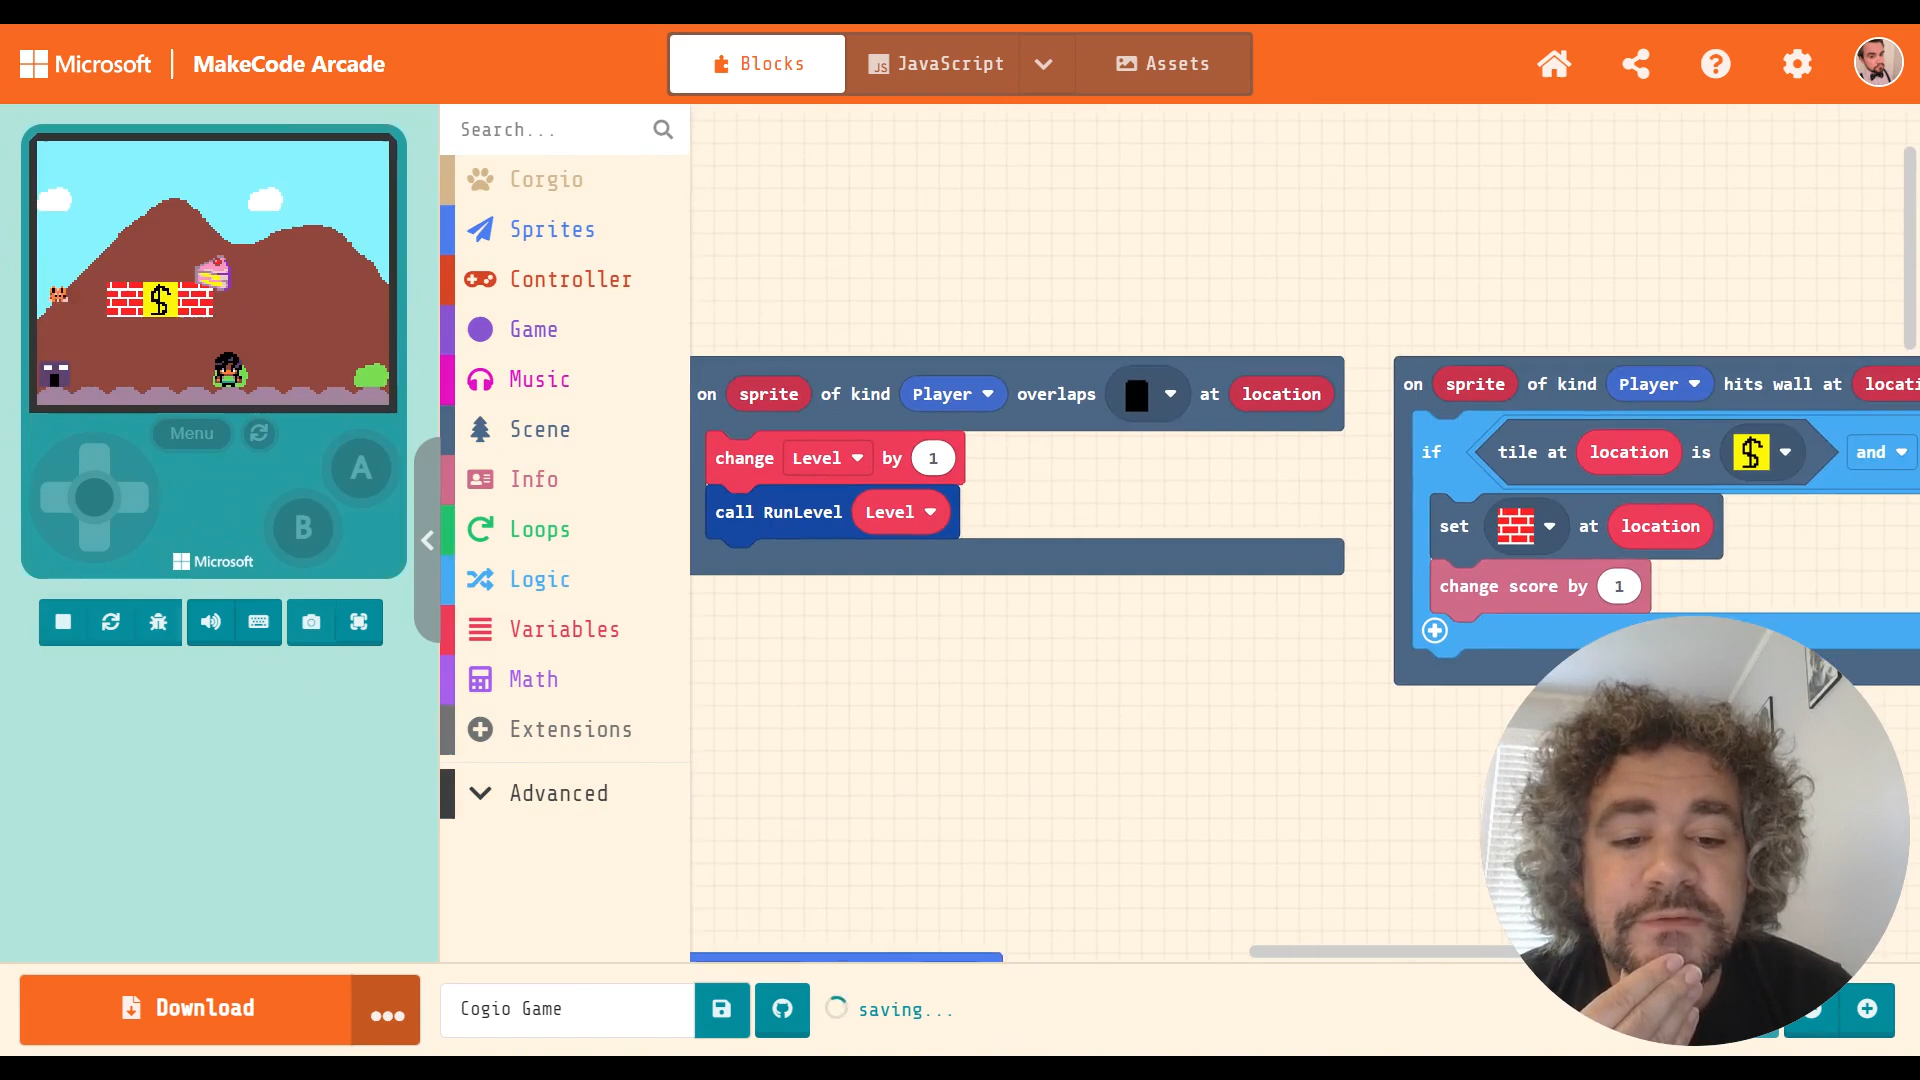 Microsoft
MakeCode Arcade
Blocks
JavaScript
Assets
Search...
Corgio
Sprites
Controller
Game
Music
Scene
Info
Loops
Logic
Variables
Math
Extensions
Advanced
$
Menu
A
B
Microsoft
on sprite of kind Player overlaps at location
change Level by 1
call RunLevel Level
on sprite of kind Player hits wall at
if tile at location is $ and
set at location
change score by 1
Download
Cogio Game
saving...